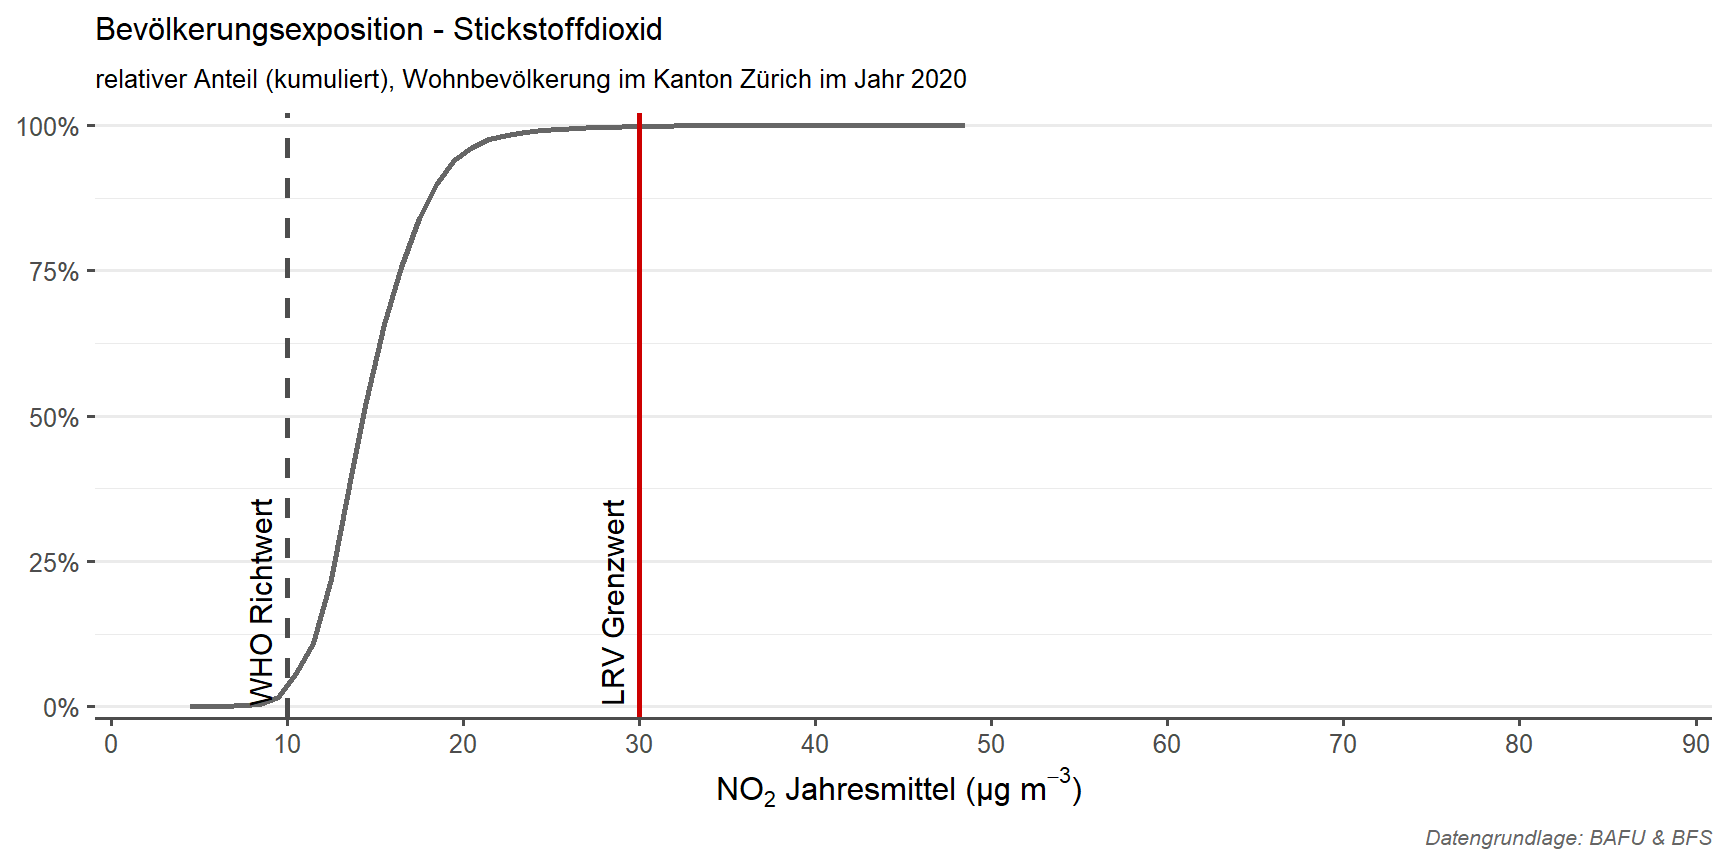 Bevölkerungsexposition - Stickstoffdioxid
relativer Anteil (kumuliert), Wohnbevölkerung im Kanton Zürich im Jahr 2020
100%
75%
50%
25%
0%
WHO Richtwert
LRV Grenzwert
0 10 20 30 40 50 60 70 80 90
NO₂ Jahresmittel (µg m⁻³)
Datengrundlage: BAFU & BFS